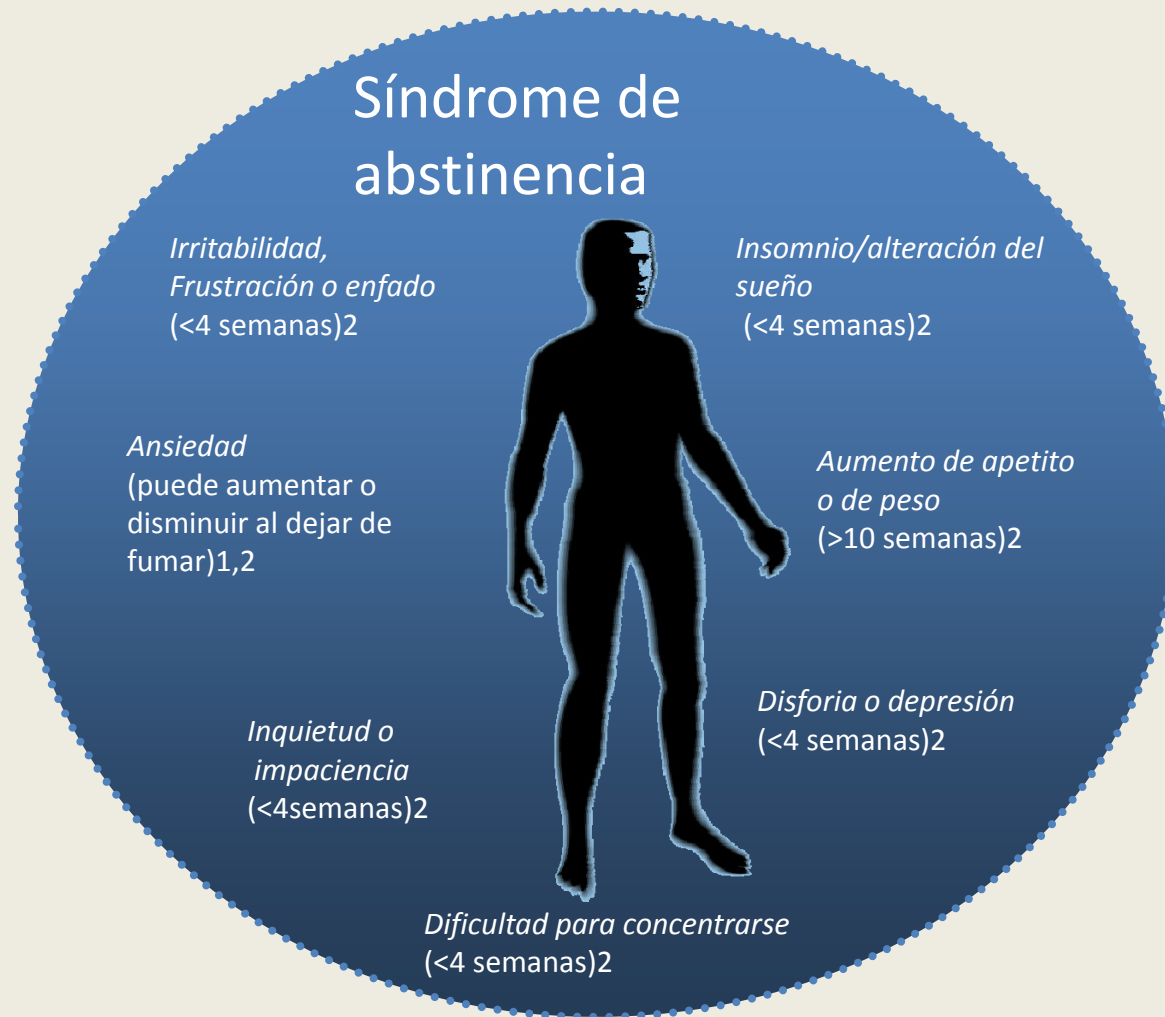 Síndrome de
abstinencia
Irritabilidad,
Frustración o enfado
(<4 semanas)2
Insomnio/alteración del
sueño
(<4 semanas)2
Ansiedad
(puede aumentar o
disminuir al dejar de
fumar)1,2
Aumento de apetito
o de peso
(>10 semanas)2
Inquietud o
impaciencia
(<4semanas)2
Disforia o depresión
(<4 semanas)2
Dificultad para concentrarse
(<4 semanas)2